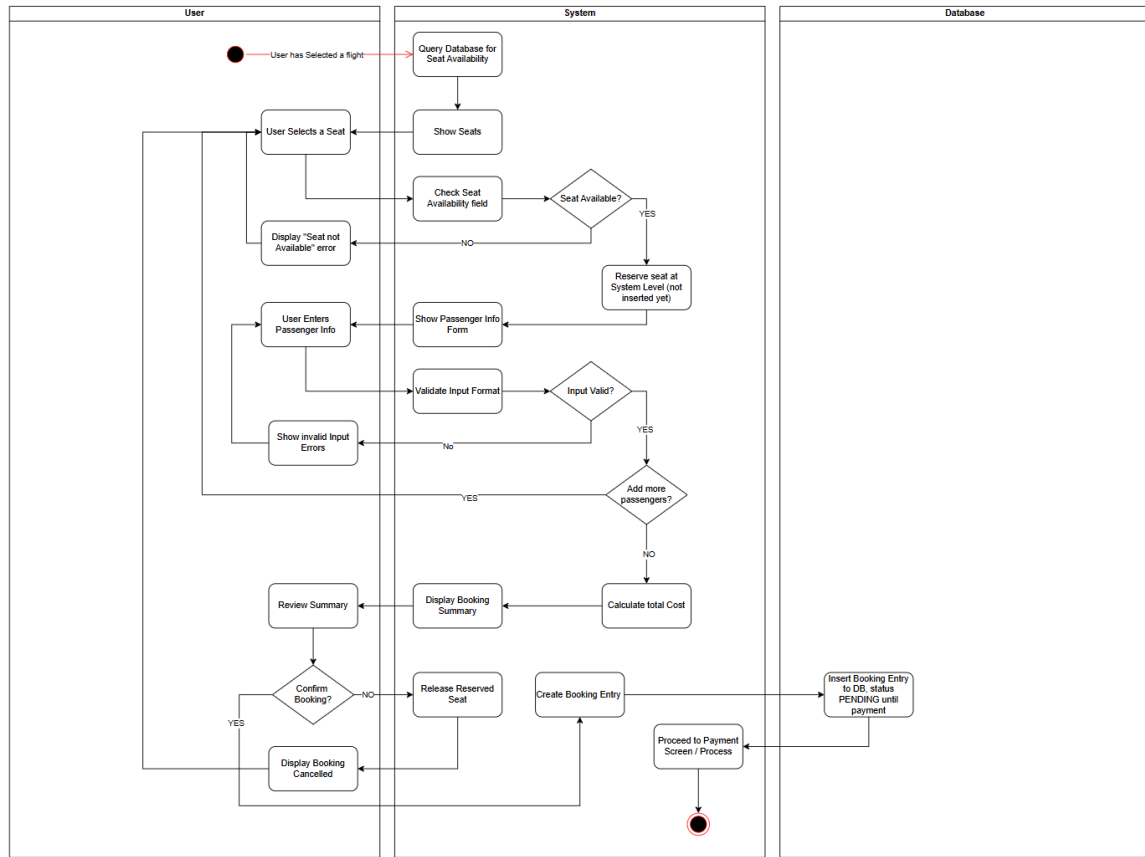 User
System
Database
User has Selected a flight
Query Database for
Seat Availability
User Selects a Seat
Show Seats
Check Seat
Availability field
Seat Available?
YES
Display "Seat not
Available" error
NO
Reserve seat at
System Level (not
inserted yet)
User Enters
Passenger Info
Show Passenger Info
Form
Validate Input Format
Input Valid?
YES
Show invalid Input
Errors
No
Add more
passengers?
YES
NO
Review Summary
Display Booking
Summary
Calculate total Cost
Confirm
Booking?
NO
YES
Release Reserved
Seat
Create Booking Entry
Insert Booking Entry
to DB, status
PENDING until
payment
Display Booking
Cancelled
Proceed to Payment
Screen / Process